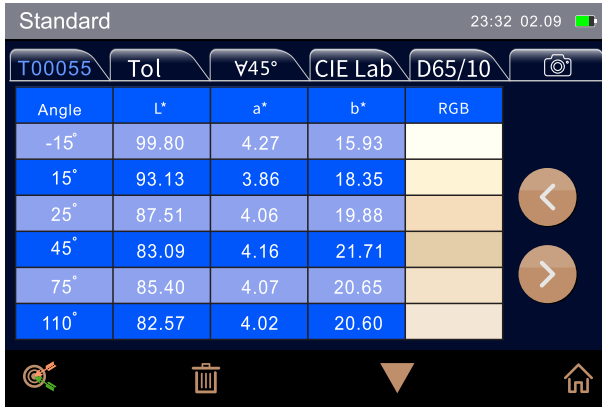 Standard 23:32 02.09
T00055 Tol ∀45° CIE Lab D65/10
Angle L* a* b* RGB
-15° 99.80 4.27 15.93
15° 93.13 3.86 18.35
25° 87.51 4.06 19.88
45° 83.09 4.16 21.71
75° 85.40 4.07 20.65
110° 82.57 4.02 20.60